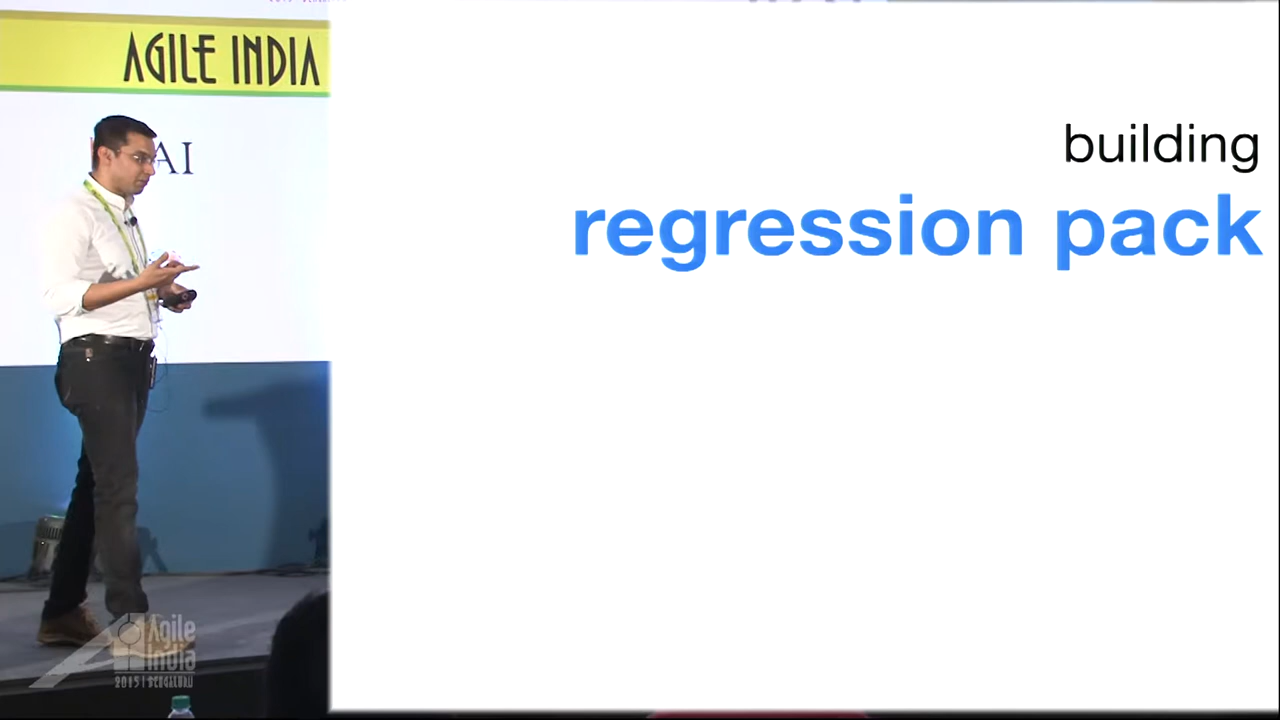 AGILE INDIA
AI
building
regression pack
Agile
India
2015 | BENGALURU